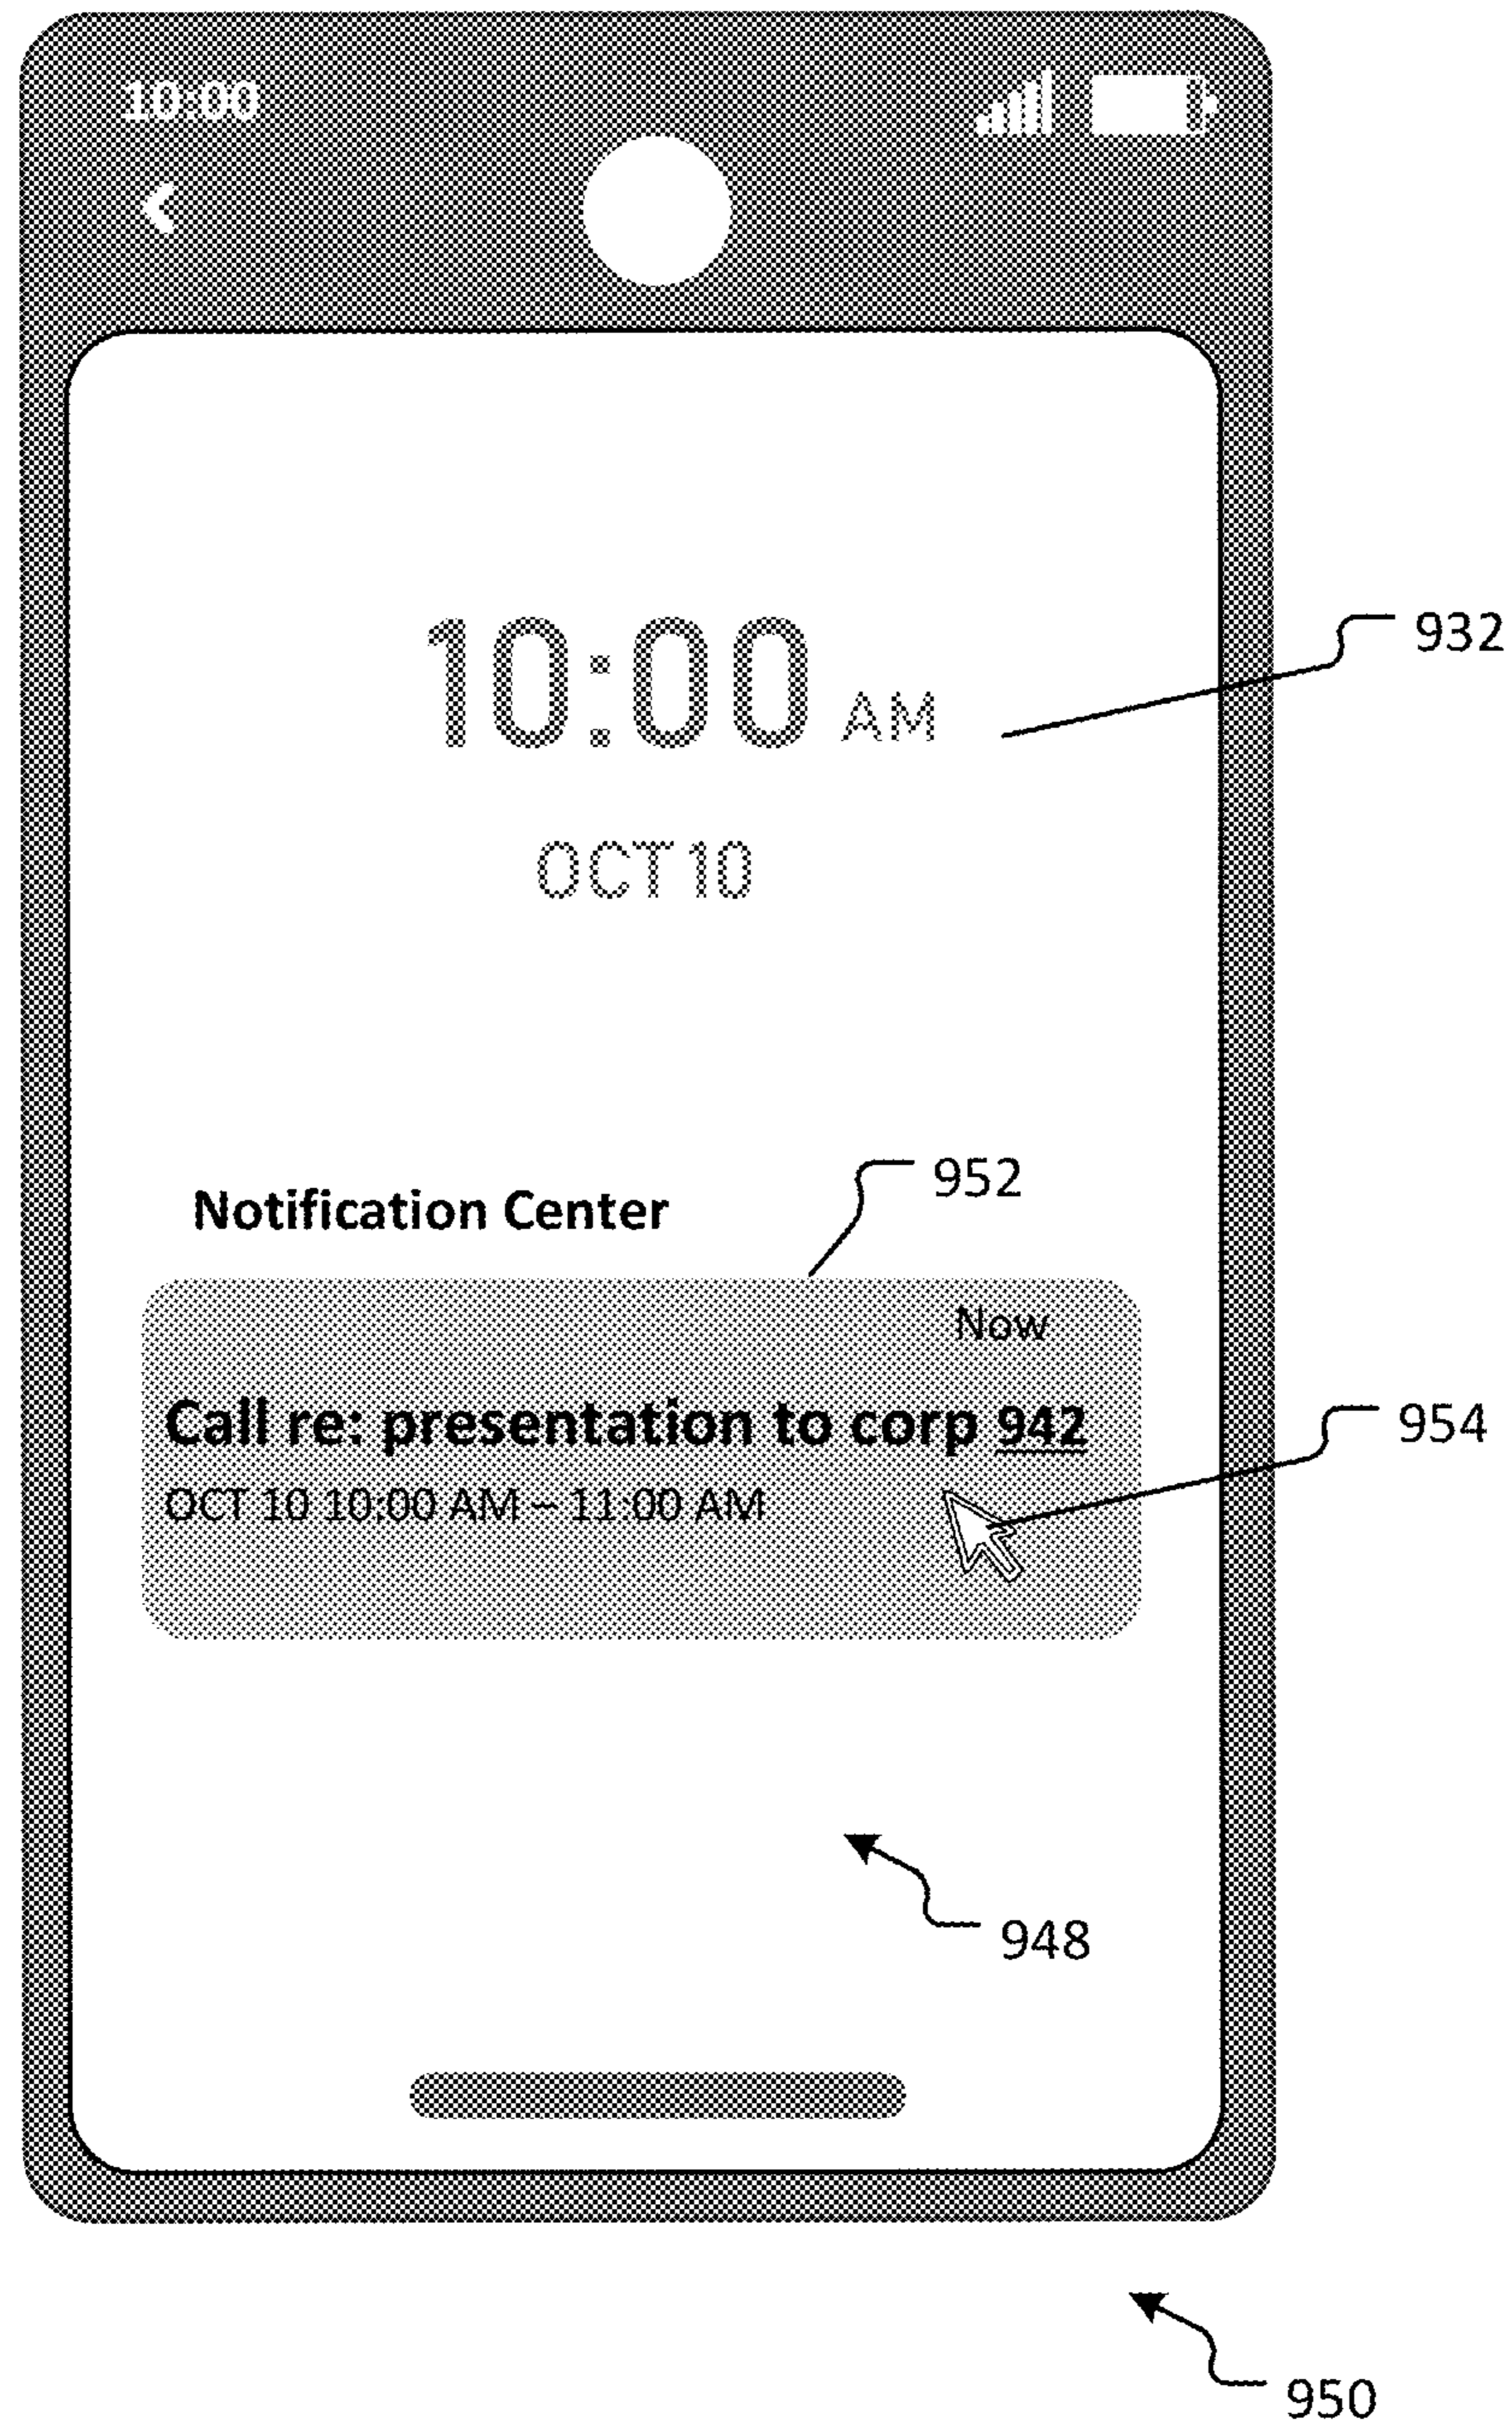 10:00
10:00 AM
932
OCT 10
952
Notification Center
Now
Call re: presentation to corp 942
954
OCT 10 10:00 AM – 11:00 AM
948
950